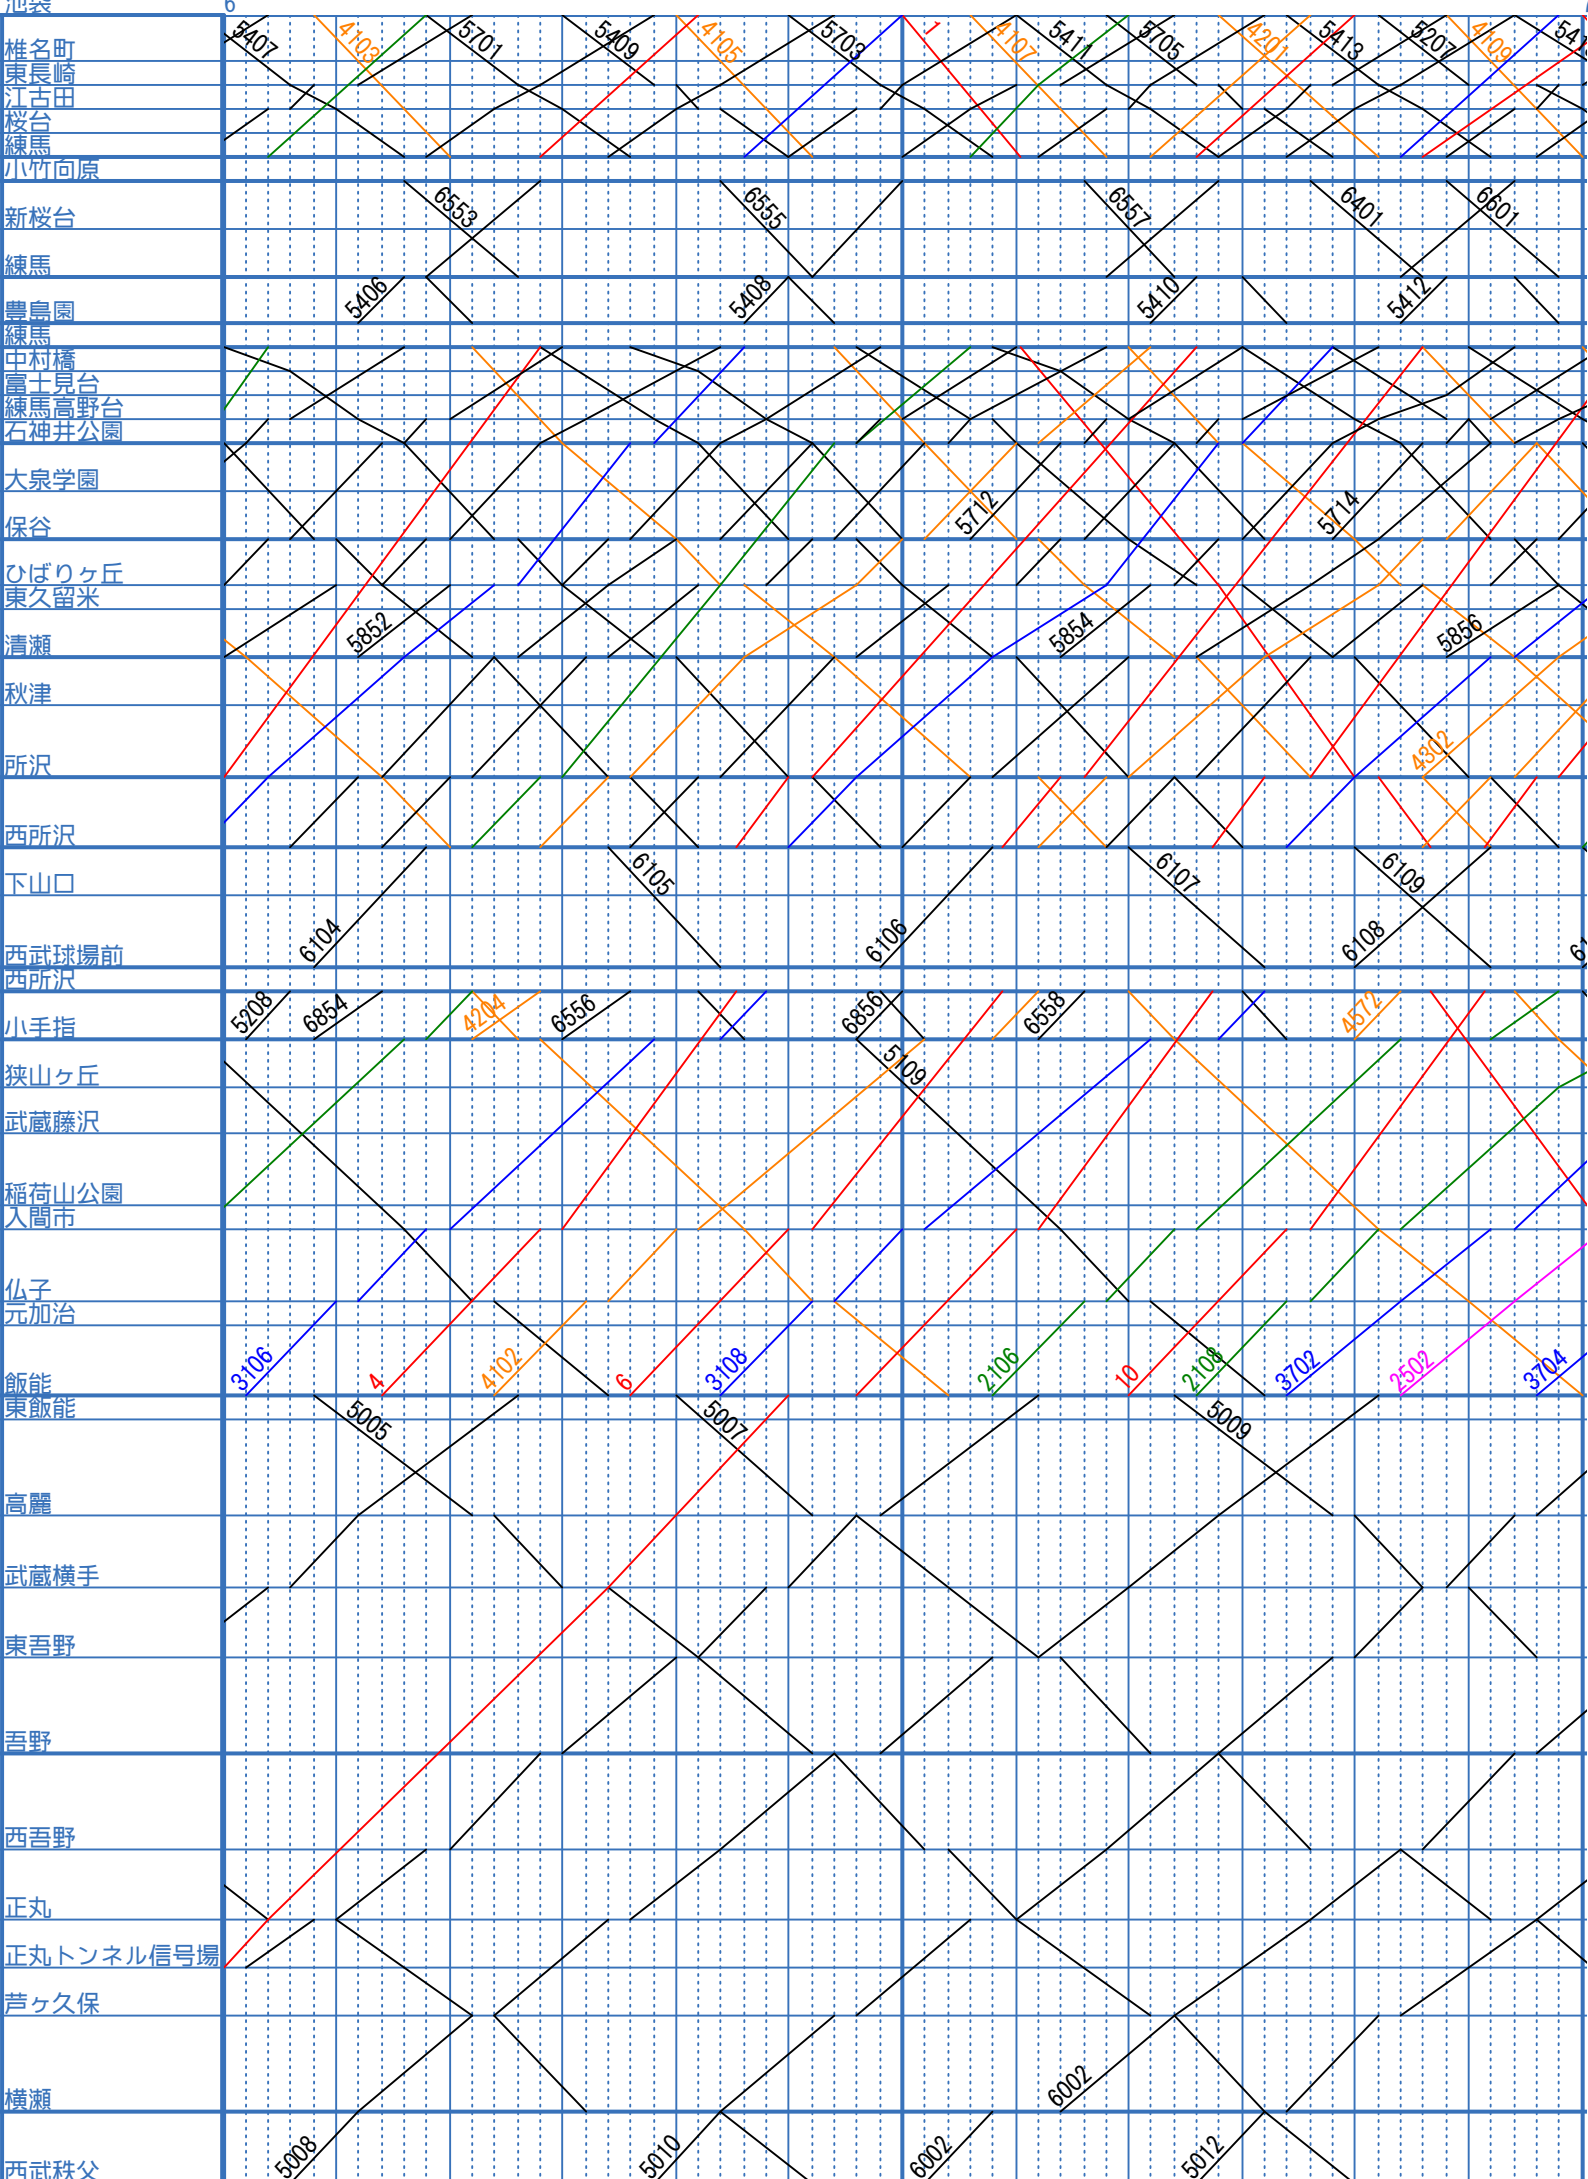 池袋 6
5407 4103 5701 5409 4105 5703 1 4107 5411 5705 4201 5413 5207 4109
椎名町
東長崎
江古田
桜台
練馬
小竹向原
6553 6555 6557 6401 6601
新桜台
練馬
5406 5408 5410 5412
豊島園
練馬
中村橋
富士見台
練馬高野台
石神井公園
大泉学園
5712 5714
保谷
ひばりヶ丘
東久留米
5852 5854 5856
清瀬
秋津
4302
所沢
西所沢
6105 6107 6109
下山口
6104 6106 6108
西武球場前
西所沢
5208 6854 4204 6556 6856 6558 4572
小手指
5109
狭山ヶ丘
武蔵藤沢
稲荷山公園
入間市
仏子
元加治
3106 4 4102 6 3108 2106 10 2108 3702 2502 3704
飯能
東飯能
5005 5007 5009
高麗
武蔵横手
東吾野
吾野
西吾野
正丸
正丸トンネル信号場
芦ヶ久保
6002
横瀬
5008 5010 6002 5012
西武秩父